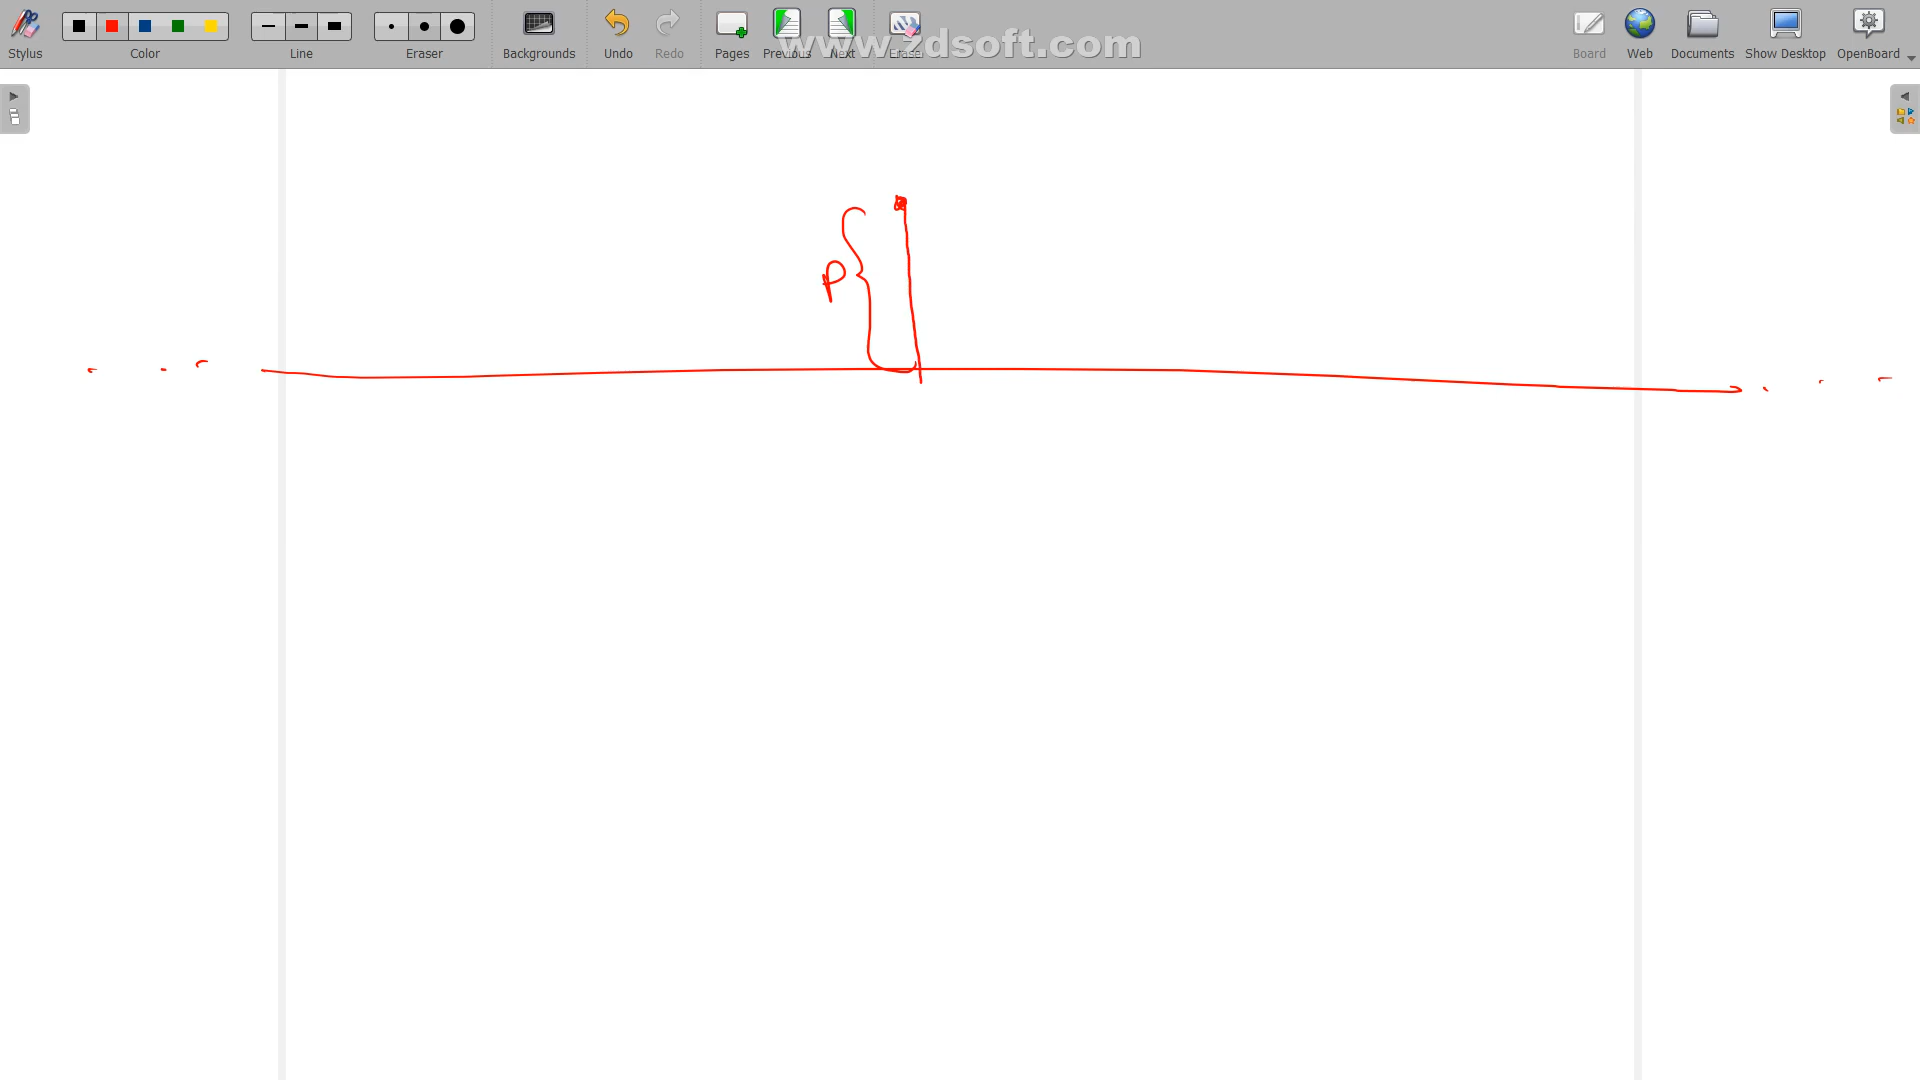 www.zdsoft.com
Stylus Color Line Eraser Backgrounds Undo Redo Pages Previous Next Erase Board Web Documents Show Desktop OpenBoard
P